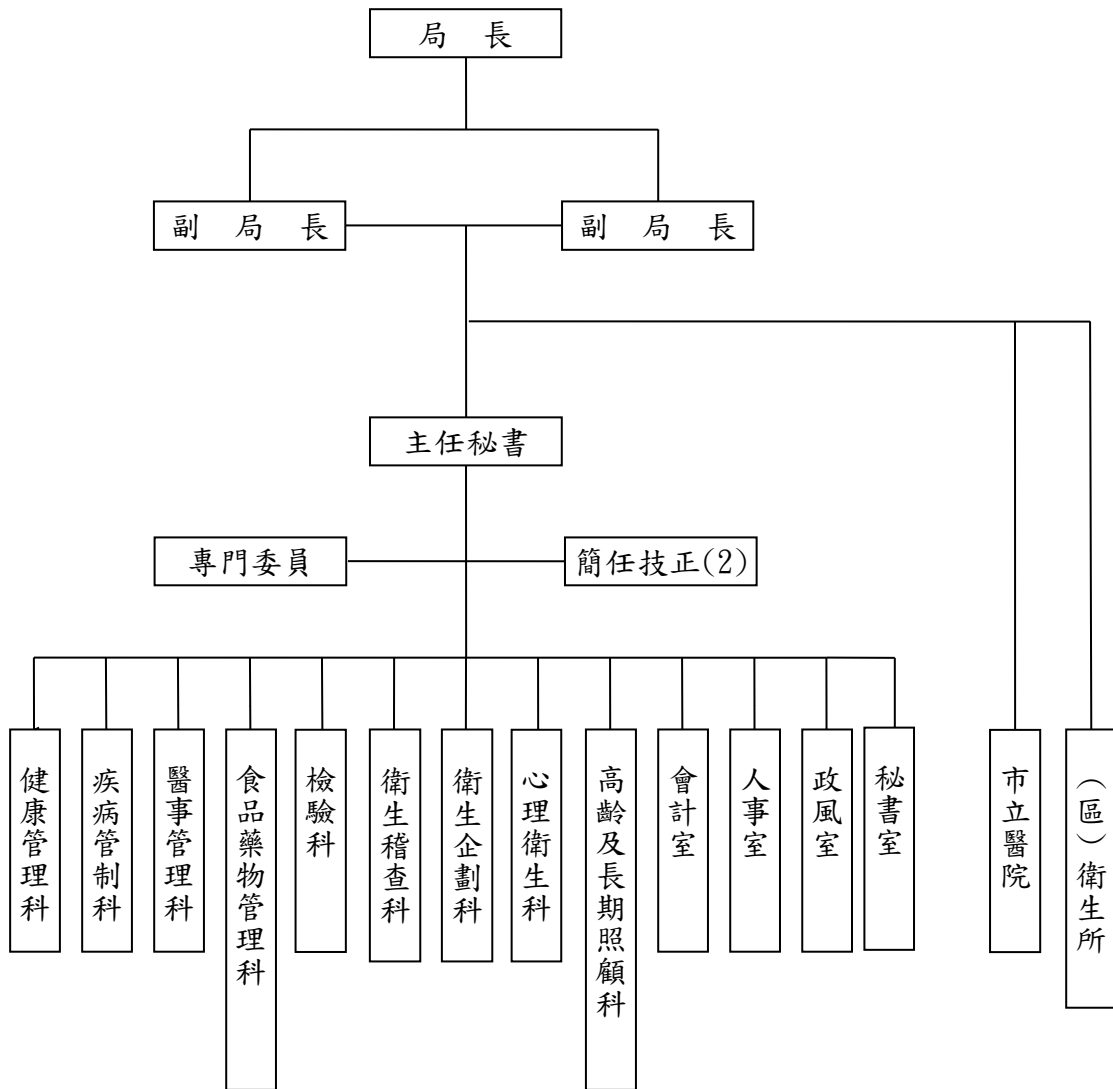 局 長
副 局 長
副 局 長
主任秘書
專門委員
簡任技正(2)
健康管理科
疾病管制科
醫事管理科
食品藥物管理科
檢驗科
衛生稽查科
衛生企劃科
心理衛生科
高齡及長期照顧科
會計室
人事室
政風室
秘書室
市立醫院
（區）衛生所